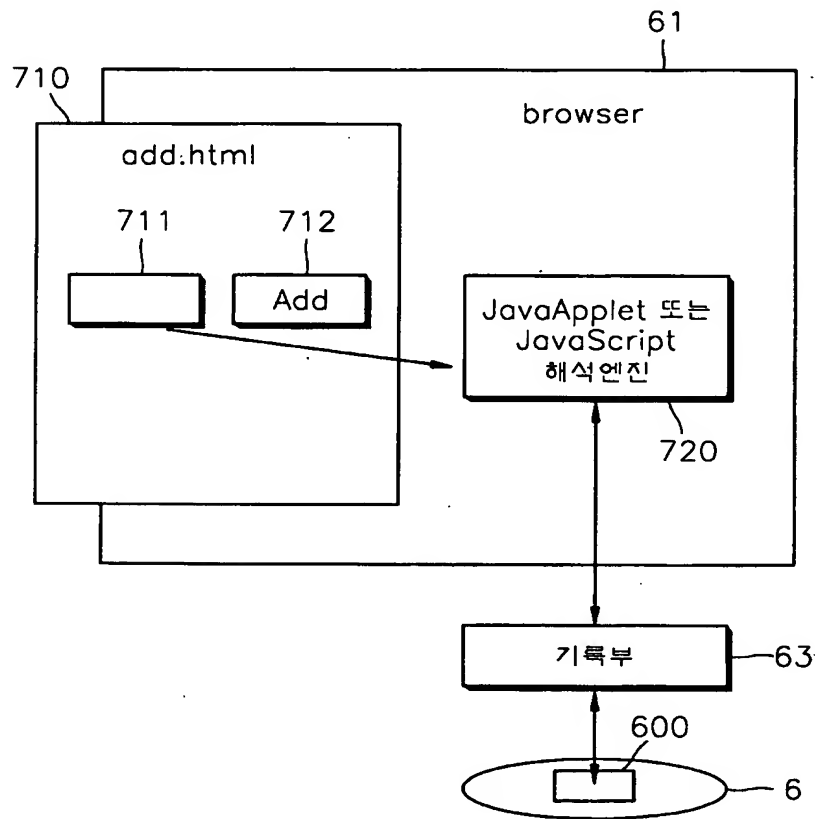 61
710
browser
add.html
711
712
Add
JavaApplet 또는
JavaScript
해석엔진
720
기록부
63
600
6